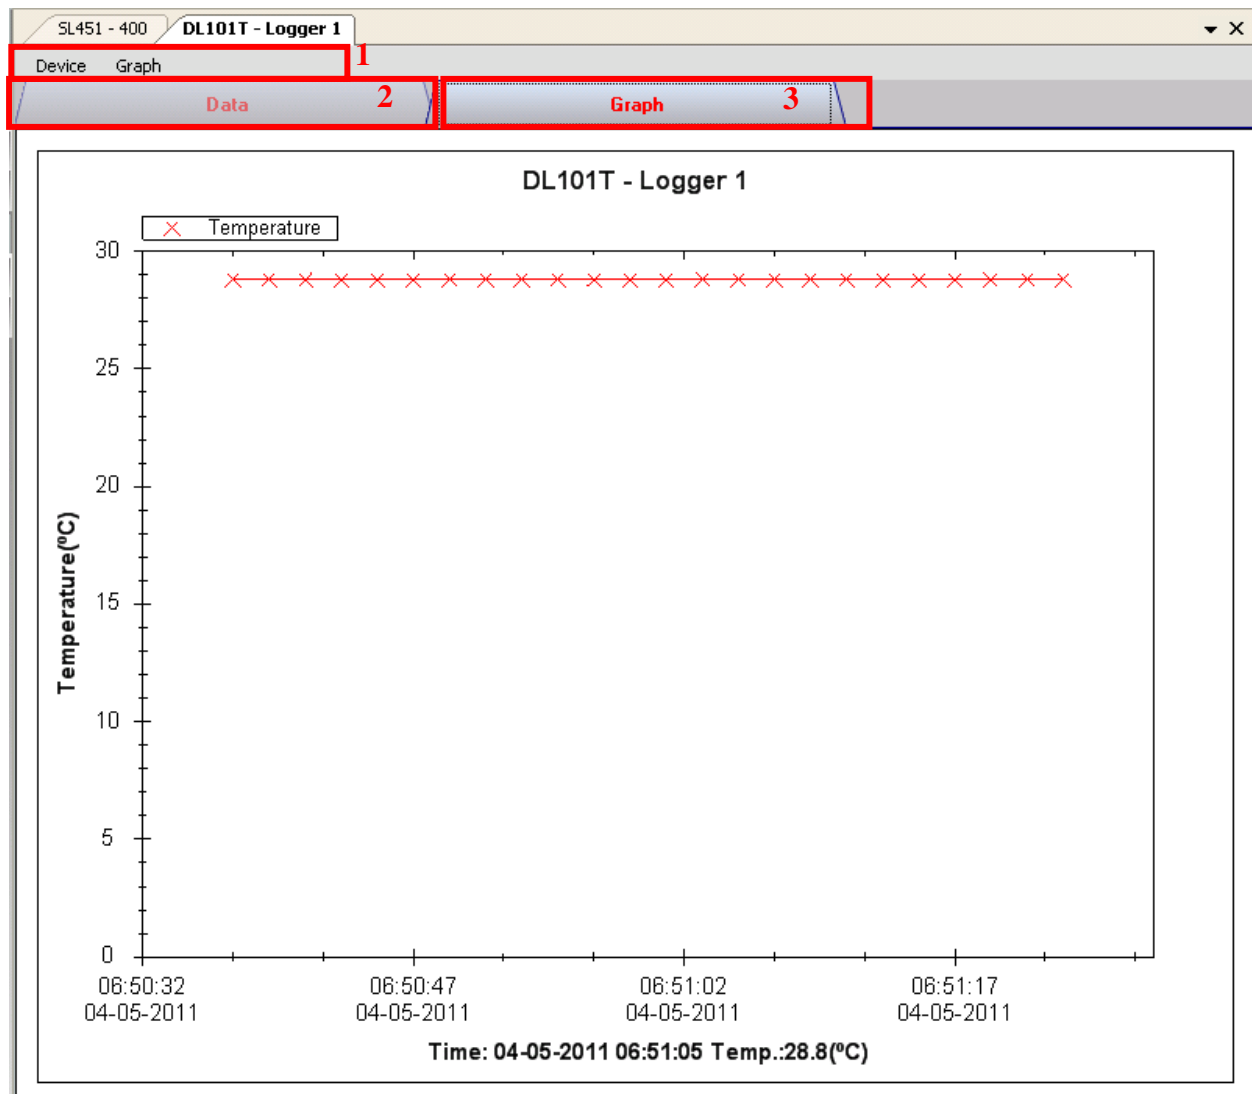 SL451 - 400 DL101T - Logger 1
Device Graph 1
Data 2 Graph 3
DL101T - Logger 1
Temperature
30
25
20
15
10
5
0
Temperature(ºC)
06:50:32 06:50:47 06:51:02 06:51:17
04-05-2011 04-05-2011 04-05-2011 04-05-2011
Time: 04-05-2011 06:51:05 Temp.:28.8(ºC)